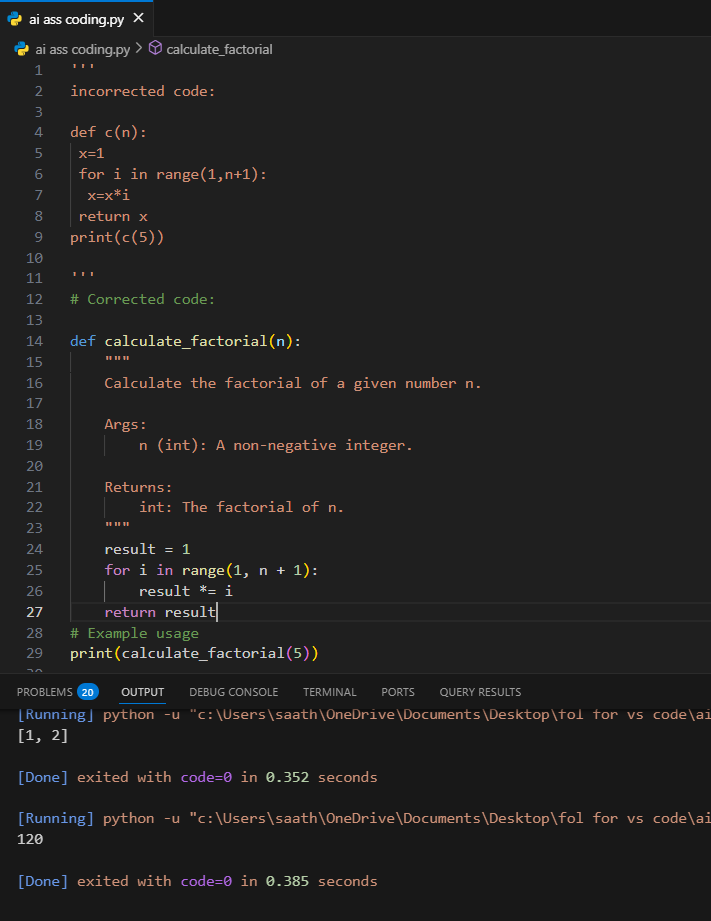 ai ass coding.py ×
ai ass coding.py > calculate_factorial
1 '''
2 incorrected code:
3
4 def c(n):
5  x=1
6  for i in range(1,n+1):
7   x=x*i
8  return x
9 print(c(5))
10
11 '''
12 # Corrected code:
13
14 def calculate_factorial(n):
15     """
16     Calculate the factorial of a given number n.
17
18     Args:
19         n (int): A non-negative integer.
20
21     Returns:
22         int: The factorial of n.
23     """
24     result = 1
25     for i in range(1, n + 1):
26         result *= i
27     return result
28 # Example usage
29 print(calculate_factorial(5))
PROBLEMS 20 OUTPUT DEBUG CONSOLE TERMINAL PORTS QUERY RESULTS
[Running] python -u "c:\Users\saath\OneDrive\Documents\Desktop\fol for vs code\ai
[1, 2]
[Done] exited with code=0 in 0.352 seconds
[Running] python -u "c:\Users\saath\OneDrive\Documents\Desktop\fol for vs code\ai
120
[Done] exited with code=0 in 0.385 seconds